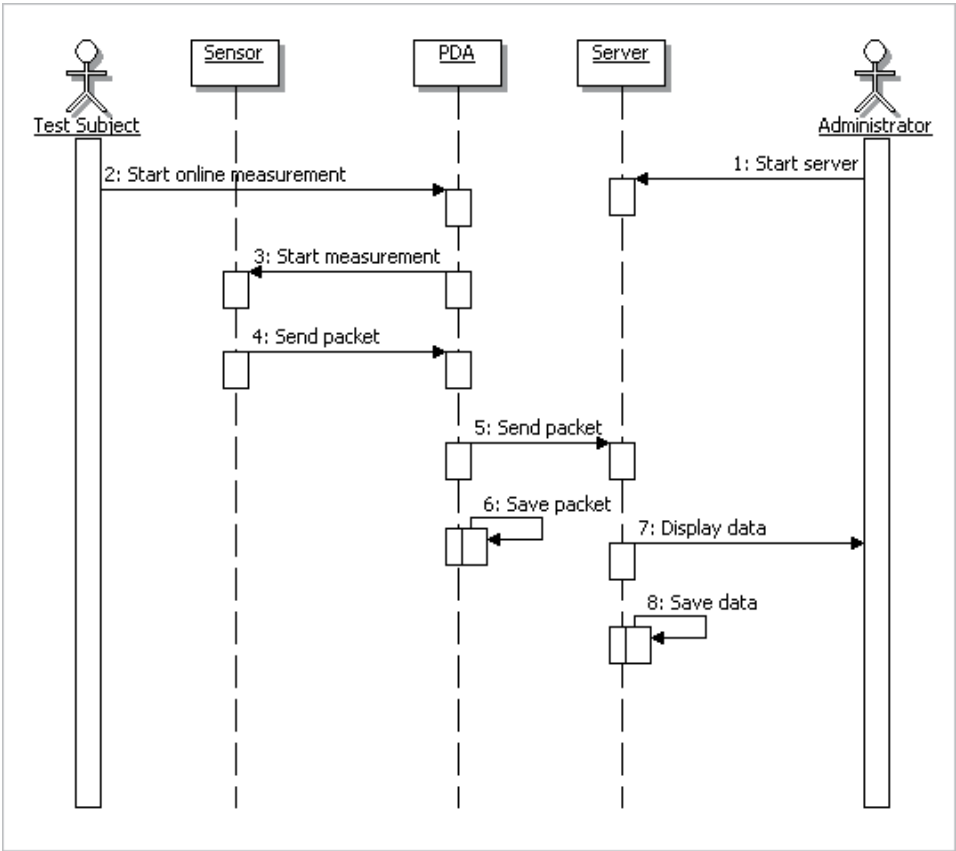 Sensor
PDA
Server
Test Subject
Administrator
1: Start server
2: Start online measurement
3: Start measurement
4: Send packet
5: Send packet
6: Save packet
7: Display data
8: Save data